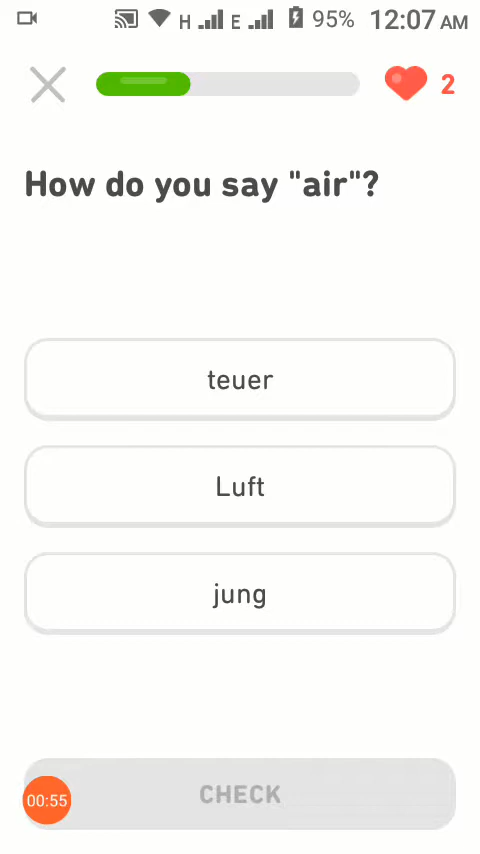 H E 95% 12:07 AM
2
How do you say "air"?
teuer
Luft
jung
CHECK
00:55